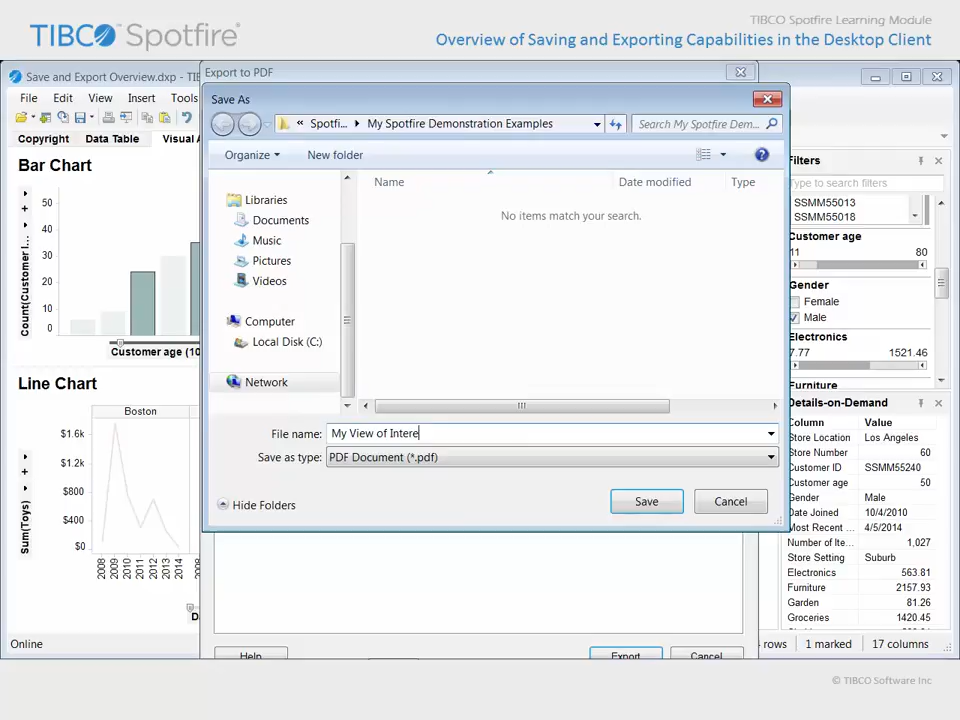 TIBCO Spotfire®
TIBCO Spotfire Learning Module
Overview of Saving and Exporting Capabilities in the Desktop Client
Save and Export Overview.dxp - TIB
File Edit View Insert Tools
Copyright Data Table Visual
Bar Chart
Count(Customer I...
50
40
30
20
10
0
Customer age (10
Line Chart
Boston
Sum(Toys)
$1.6k
$1.2k
$800
$400
$0
2008 2009 2010 2011 2012 2013 2014
Online
Export to PDF
Save As
« Spotfi... My Spotfire Demonstration Examples
Search My Spotfire Dem...
Organize New folder
Libraries
Documents
Music
Pictures
Videos
Computer
Local Disk (C:)
Network
Name Date modified Type
No items match your search.
File name: My View of Intere
Save as type: PDF Document (*.pdf)
Hide Folders
Save Cancel
Help Export Cancel
Filters
Type to search filters
SSMM55013
SSMM55018
Customer age
11 80
Gender
Female
Male
Electronics
7.77 1521.46
Furniture
Details-on-Demand
Column Value
Store Location Los Angeles
Store Number 60
Customer ID SSMM55240
Customer age 50
Gender Male
Date Joined 10/4/2010
Most Recent ... 4/5/2014
Number of Ite... 1,027
Store Setting Suburb
Electronics 563.81
Furniture 2157.93
Garden 81.26
Groceries 1420.45
rows 1 marked 17 columns
© TIBCO Software Inc